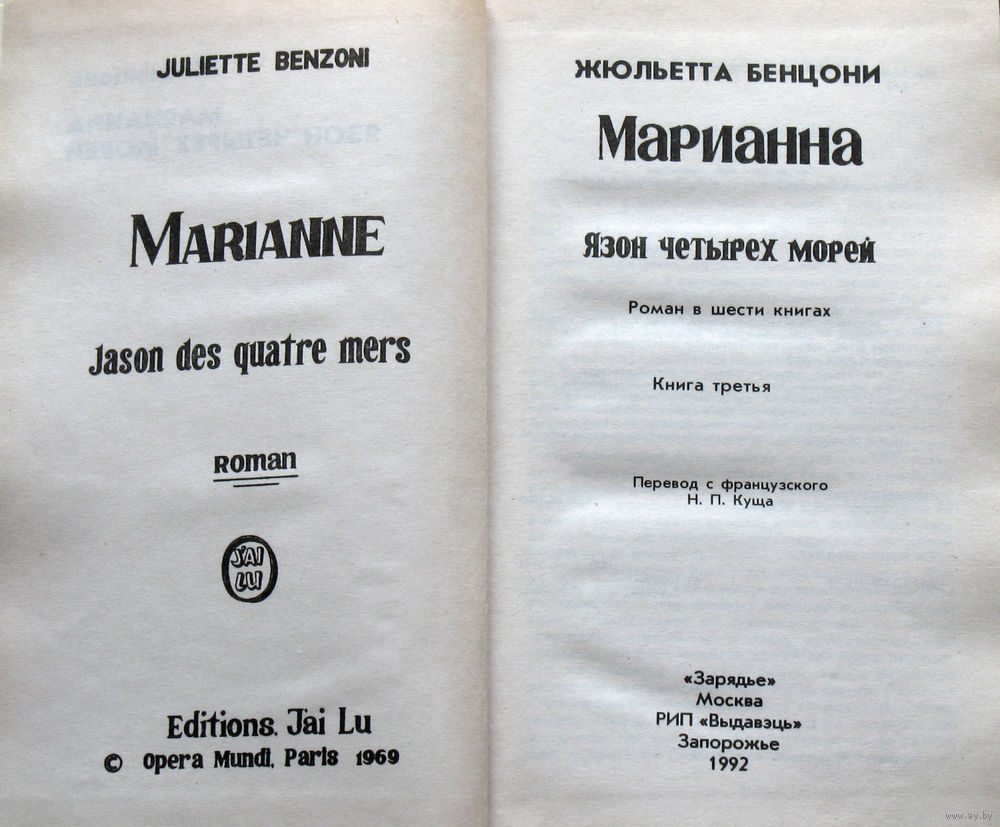 JULIETTE BENZONI
MARIANNE
Jason des quatre mers
Roman
J'AI
LU
Editions. J'ai Lu
© Opera Mundi, Paris 1969
ЖЮЛЬЕТТА БЕНЦОНИ
Марианна
Язон четырех морей
Роман в шести книгах
Книга третья
Перевод с французского
Н. П. Куща
«Зарядье»
Москва
РИП «Выдавэць»
Запорожье
1992
www.ay.by